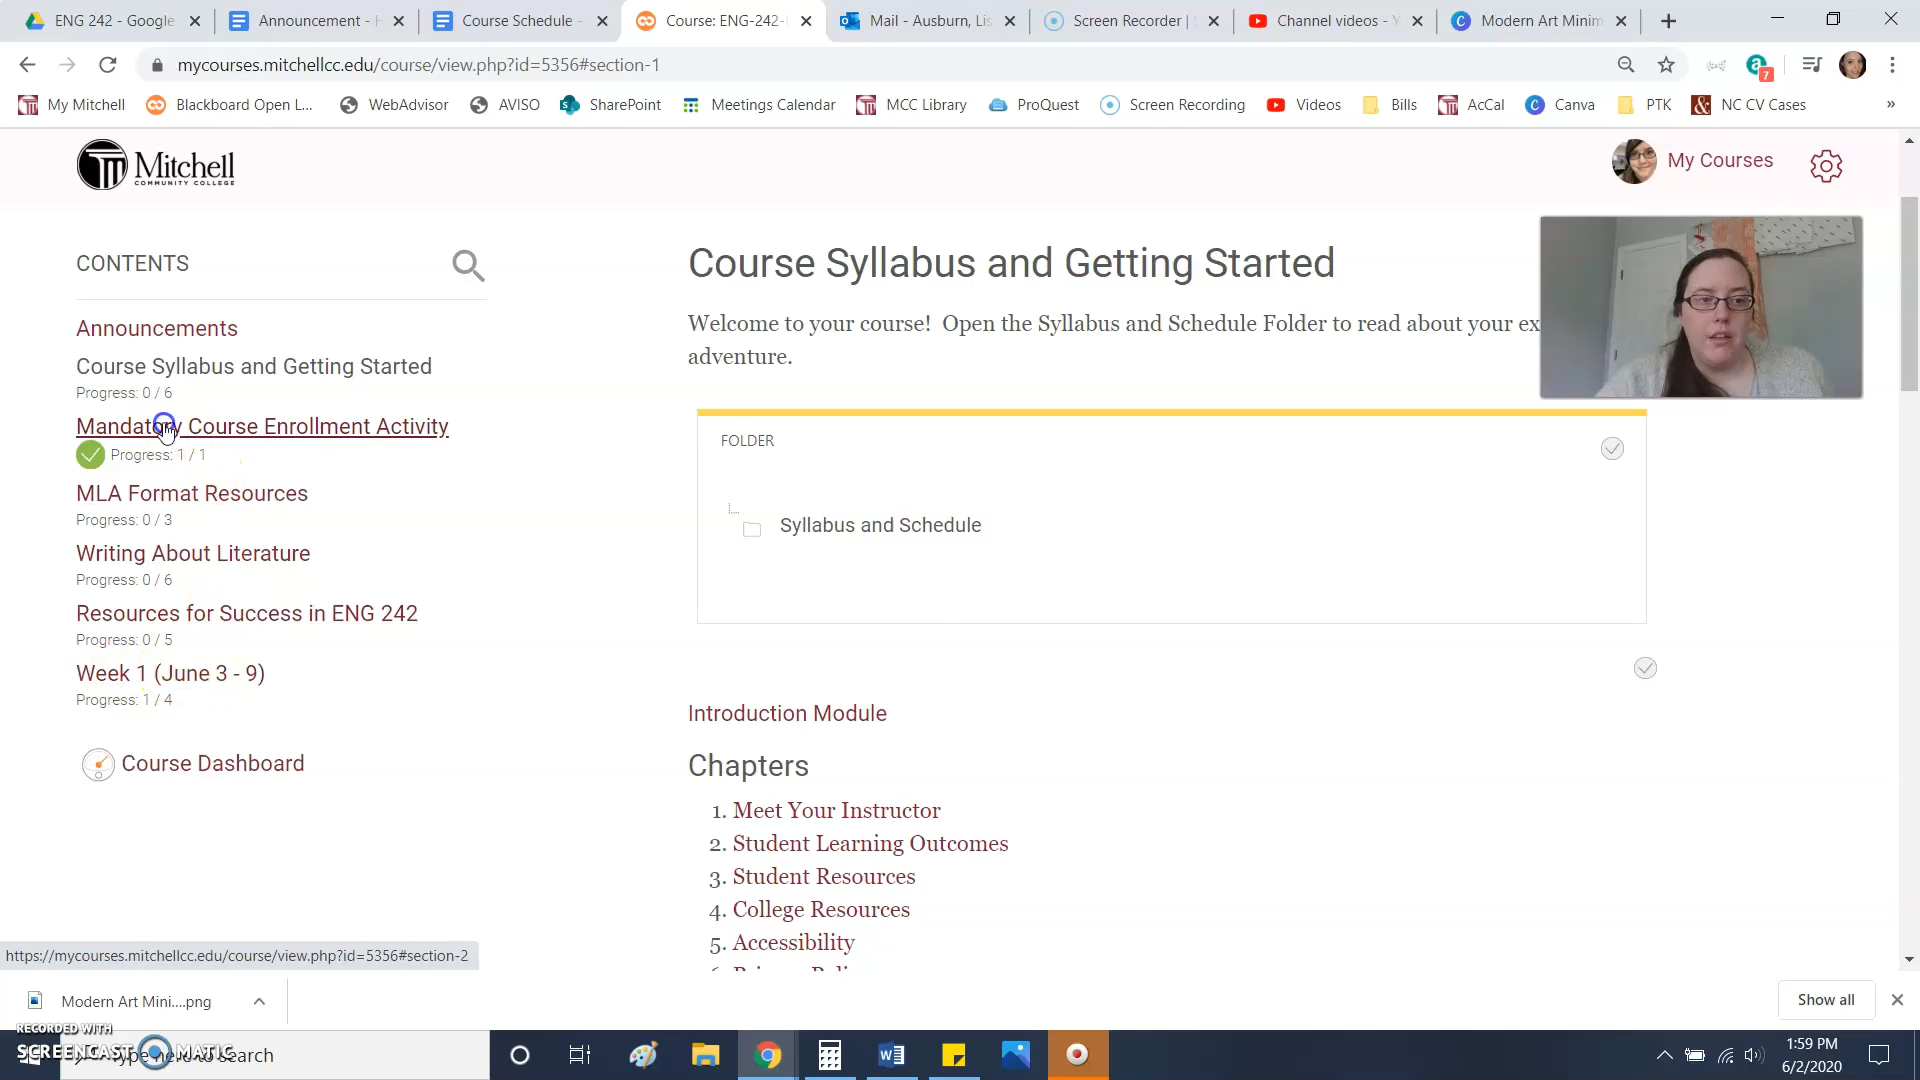 ENG 242 - Google
Announcement - H
Course Schedule -
Course: ENG-242-
Mail - Ausburn, Lis
Screen Recorder |
Channel videos - Y
Modern Art Minim
mycourses.mitchellcc.edu/course/view.php?id=5356#section-1
7
My Mitchell
Blackboard Open L...
WebAdvisor
AVISO
SharePoint
Meetings Calendar
MCC Library
ProQuest
Screen Recording
Videos
Bills
AcCal
Canva
PTK
NC CV Cases
»
Mitchell
COMMUNITY COLLEGE
My Courses
CONTENTS
Announcements
Course Syllabus and Getting Started
Progress: 0 / 6
Mandatory Course Enrollment Activity
Progress: 1 / 1
MLA Format Resources
Progress: 0 / 3
Writing About Literature
Progress: 0 / 6
Resources for Success in ENG 242
Progress: 0 / 5
Week 1 (June 3 - 9)
Progress: 1 / 4
Course Dashboard
Course Syllabus and Getting Started
Welcome to your course!  Open the Syllabus and Schedule Folder to read about your ex
adventure.
FOLDER
Syllabus and Schedule
Introduction Module
Chapters
1. Meet Your Instructor
2. Student Learning Outcomes
3. Student Resources
4. College Resources
5. Accessibility
https://mycourses.mitchellcc.edu/course/view.php?id=5356#section-2
Modern Art Mini....png
Show all
RECORDED WITH
SCREENCAST MATIC
Type here to search
1:59 PM
6/2/2020